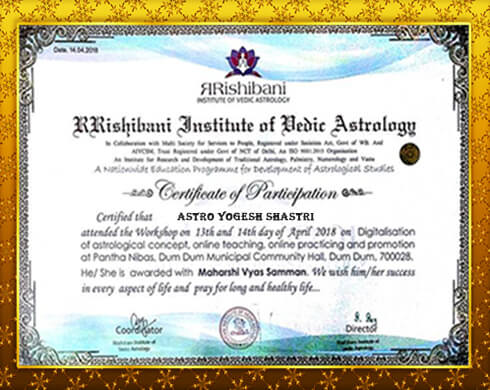 Date. 14.04.2018
RRishibani
INSTITUTE OF VEDIC ASTROLOGY
RRishibani Institute of Vedic Astrology
In Collaboration with Multi Society for Services to People, Registered under Societies Act, Govt of WB. And
AIVCSW. Trust Registered under Govt of NCT of Delhi, An ISO 9001:2015 Organisation
An Institute for Research and Development of Traditional Astrology, Palmistry, Numerology and Vastu
A Nationwide Education Programme for Development of Astrological Studies
Certificate of Participation
Certified that ASTRO YOGESH SHASTRI
attended the Workshop on 13th and 14th day of April 2018 on Digitalisation
of astrological concept, online teaching, online practicing and promotion
at Pantha Nibas, Dum Dum Municipal Community Hall, Dum Dum, 700028.
He/ She is awarded with Maharshi Vyas Samman. We wish him/her success
in every aspect of life and pray for long and healthy life...
Coordinator Director
RRishibani Institute of RRishibani Institute of
Vedic Astrology Vedic Astrology